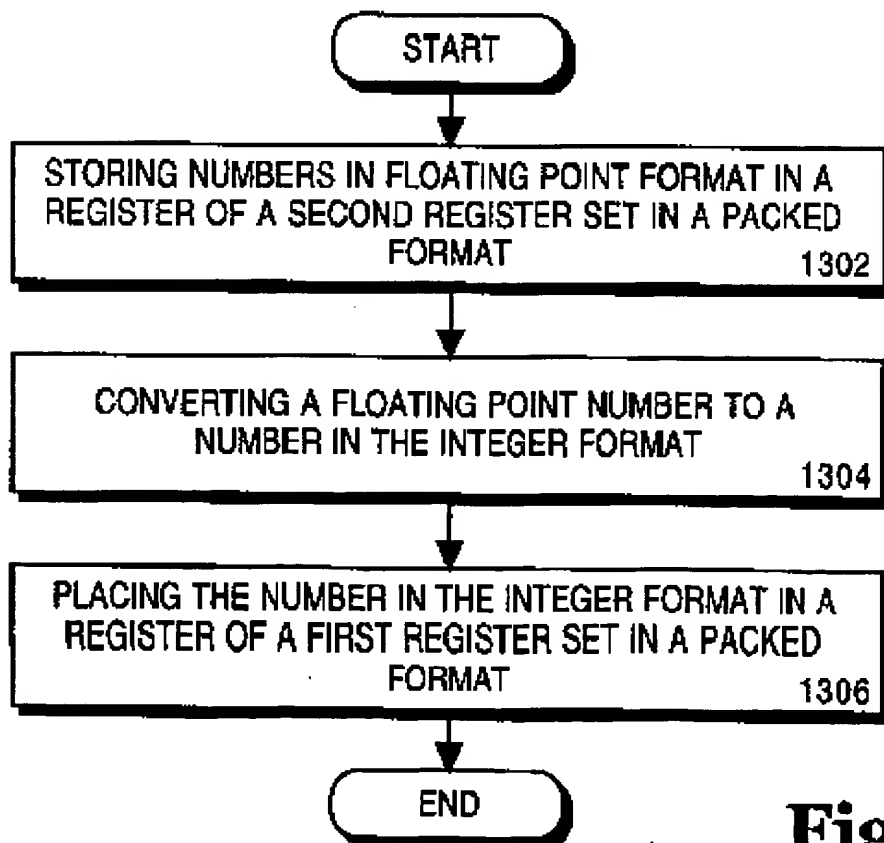 START
STORING NUMBERS IN FLOATING POINT FORMAT IN A
REGISTER OF A SECOND REGISTER SET IN A PACKED
FORMAT
1302
CONVERTING A FLOATING POINT NUMBER TO A
NUMBER IN THE INTEGER FORMAT
1304
PLACING THE NUMBER IN THE INTEGER FORMAT IN A
REGISTER OF A FIRST REGISTER SET IN A PACKED
FORMAT
1306
END
Fig